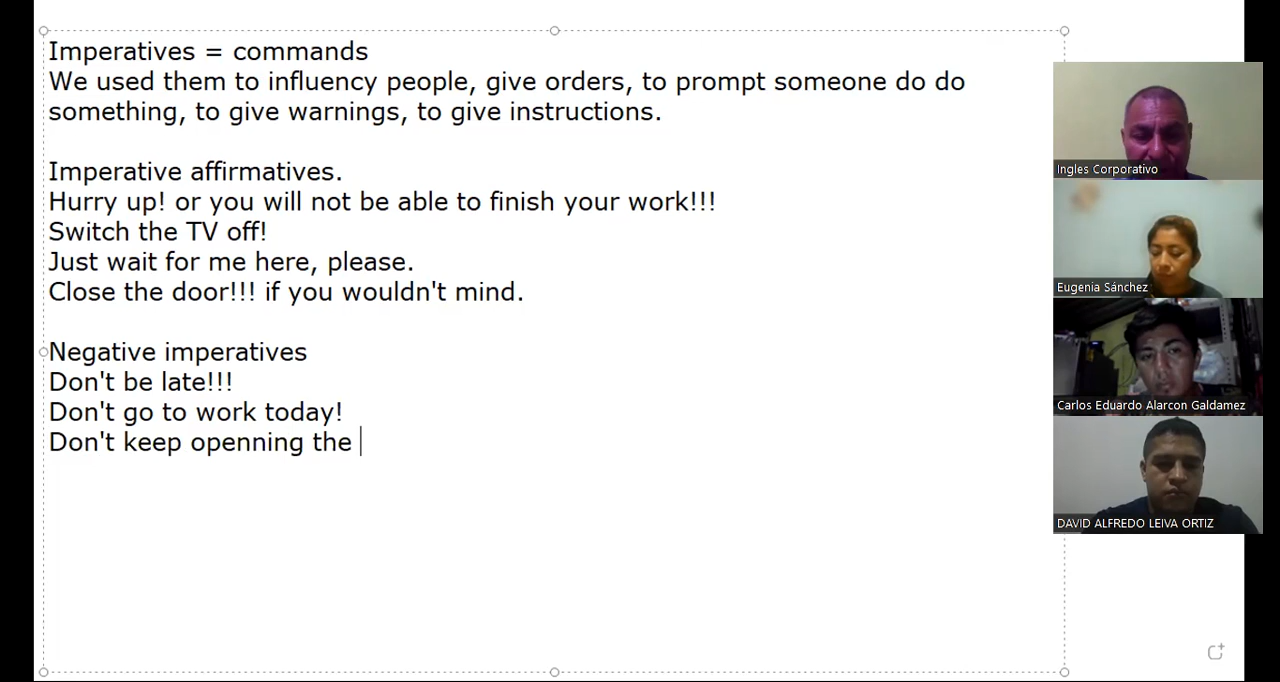 Imperatives = commands
We used them to influency people, give orders, to prompt someone do do
something, to give warnings, to give instructions.
Imperative affirmatives.
Hurry up! or you will not be able to finish your work!!!
Switch the TV off!
Just wait for me here, please.
Close the door!!! if you wouldn't mind.
Negative imperatives
Don't be late!!!
Don't go to work today!
Don't keep openning the
Ingles Corporativo
Eugenia Sánchez
Carlos Eduardo Alarcon Galdamez
DAVID ALFREDO LEIVA ORTIZ